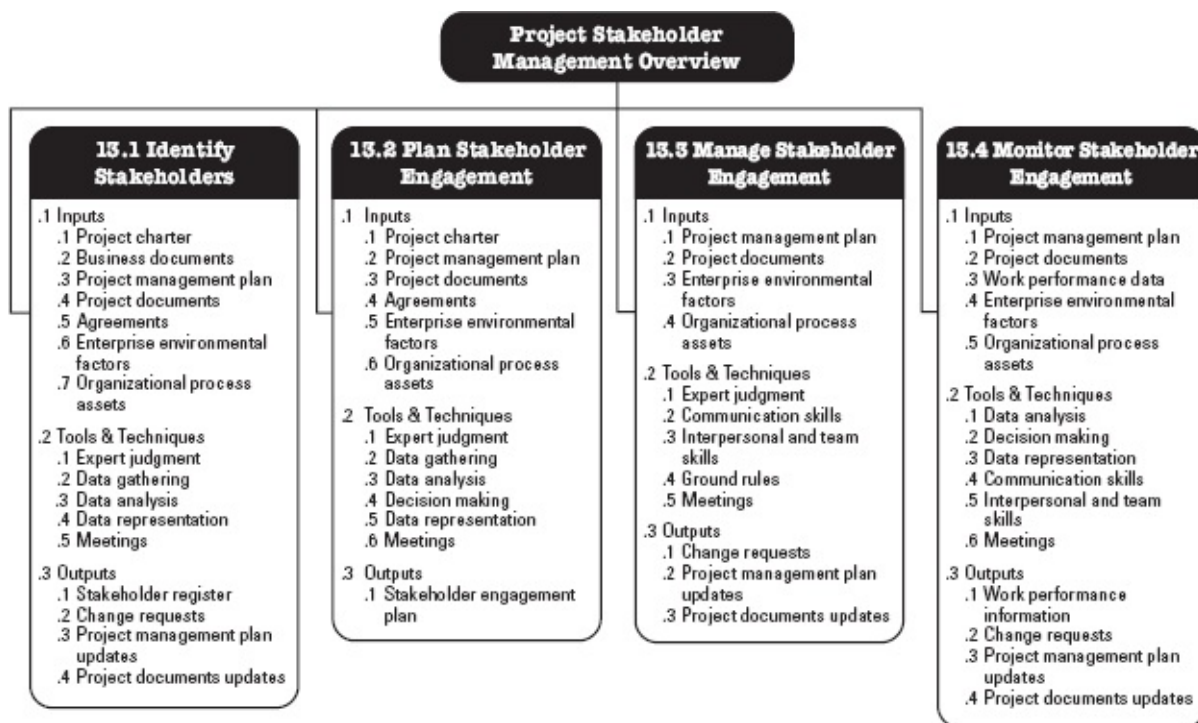 Project Stakeholder
Management Overview
13.1 Identify
Stakeholders
.1 Inputs
.1 Project charter
.2 Business documents
.3 Project management plan
.4 Project documents
.5 Agreements
.6 Enterprise environmental
factors
.7 Organizational process
assets
.2 Tools & Techniques
.1 Expert judgment
.2 Data gathering
.3 Data analysis
.4 Data representation
.5 Meetings
.3 Outputs
.1 Stakeholder register
.2 Change requests
.3 Project management plan
updates
.4 Project documents updates
13.2 Plan Stakeholder
Engagement
.1 Inputs
.1 Project charter
.2 Project management plan
.3 Project documents
.4 Agreements
.5 Enterprise environmental
factors
.6 Organizational process
assets
.2 Tools & Techniques
.1 Expert judgment
.2 Data gathering
.3 Data analysis
.4 Decision making
.5 Data representation
.6 Meetings
.3 Outputs
.1 Stakeholder engagement
plan
13.3 Manage Stakeholder
Engagement
.1 Inputs
.1 Project management plan
.2 Project documents
.3 Enterprise environmental
factors
.4 Organizational process
assets
.2 Tools & Techniques
.1 Expert judgment
.2 Communication skills
.3 Interpersonal and team
skills
.4 Ground rules
.5 Meetings
.3 Outputs
.1 Change requests
.2 Project management plan
updates
.3 Project documents updates
13.4 Monitor Stakeholder
Engagement
.1 Inputs
.1 Project management plan
.2 Project documents
.3 Work performance data
.4 Enterprise environmental
factors
.5 Organizational process
assets
.2 Tools & Techniques
.1 Data analysis
.2 Decision making
.3 Data representation
.4 Communication skills
.5 Interpersonal and team
skills
.6 Meetings
.3 Outputs
.1 Work performance
information
.2 Change requests
.3 Project management plan
updates
.4 Project documents updates